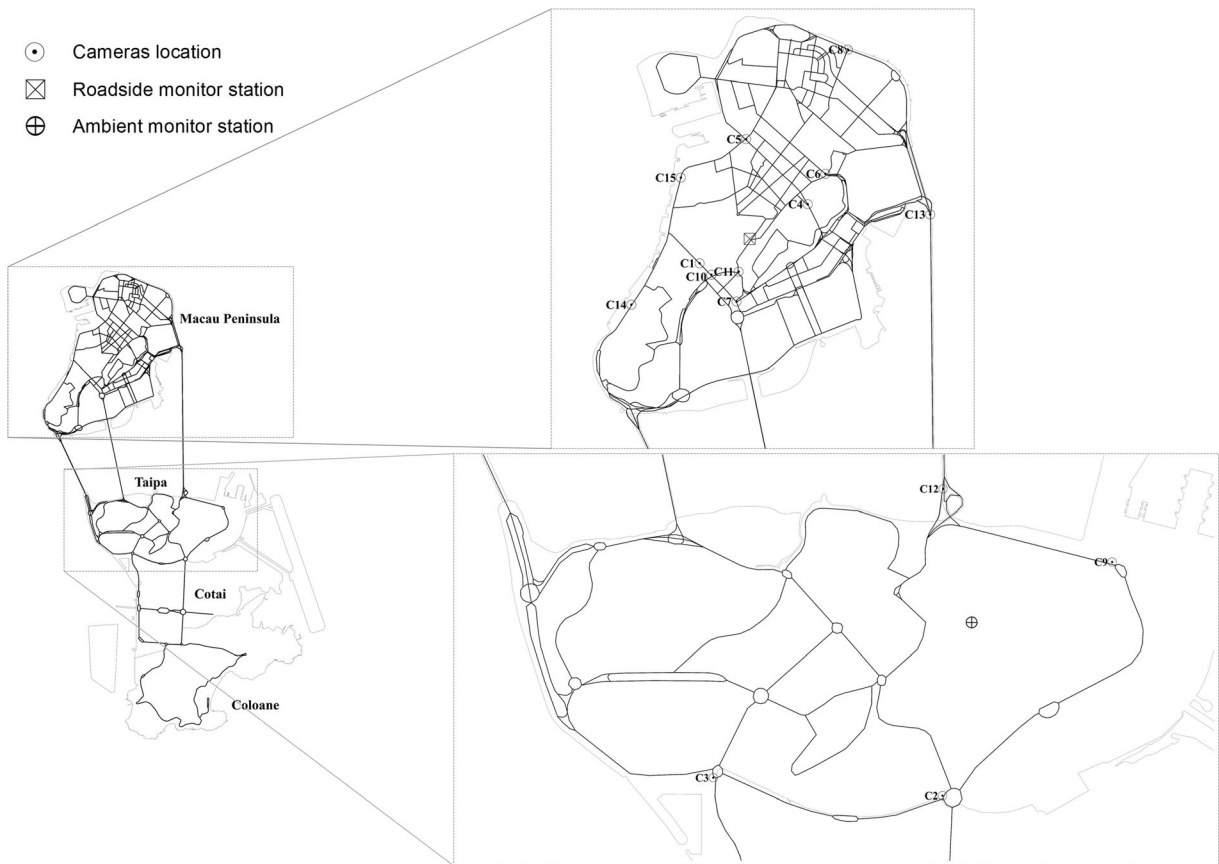 Cameras location
Roadside monitor station
Ambient monitor station
C8
C5
C6
C15
C4
C13
C1
C11
C10
C7
C14
Macau Peninsula
Taipa
Cotai
Coloane
C12
C9
C3
C2